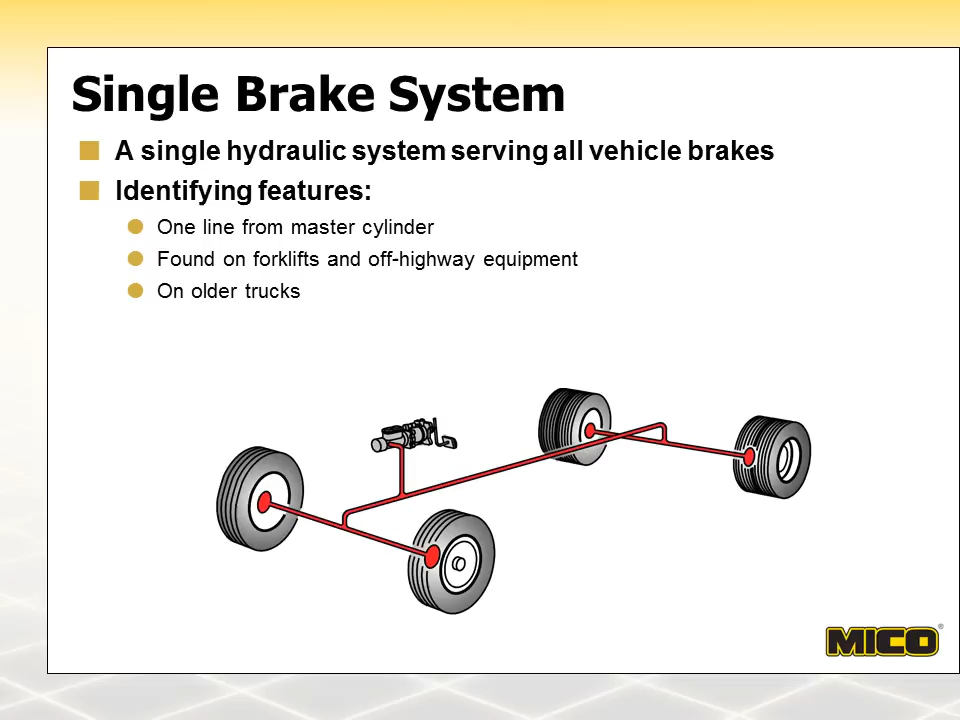 Single Brake System
A single hydraulic system serving all vehicle brakes
Identifying features:
One line from master cylinder
Found on forklifts and off-highway equipment
On older trucks
MICO®